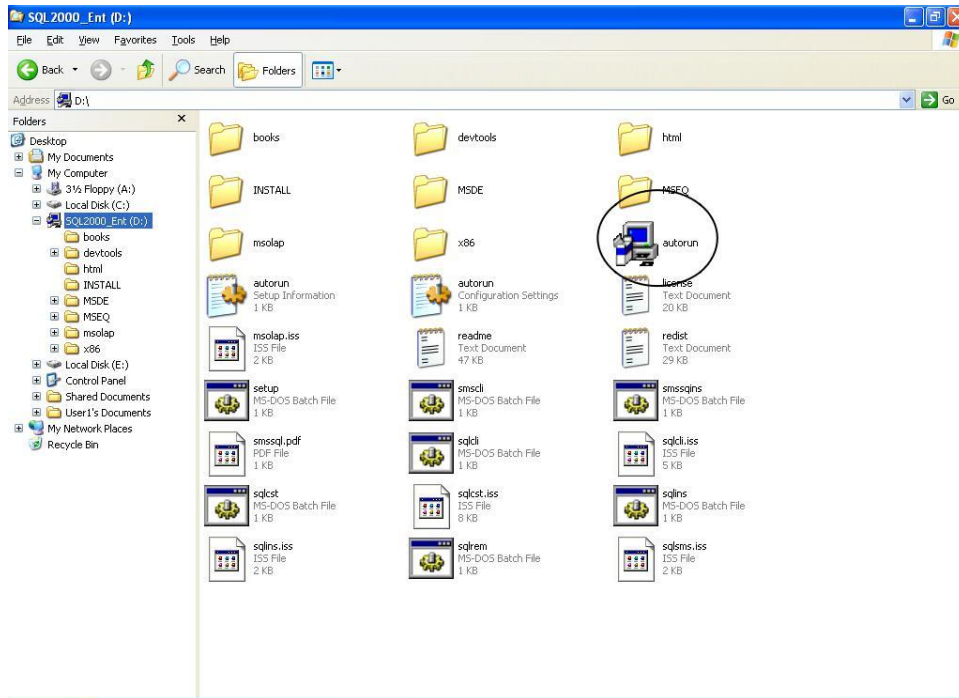 SQL2000_Ent (D:)
File Edit View Favorites Tools Help
Back Search Folders
Address D:\ Go
Folders x
Desktop
My Documents
My Computer
3½ Floppy (A:)
Local Disk (C:)
SQL2000_Ent (D:)
books
devtools
html
INSTALL
MSDE
MSEQ
msolap
x86
Local Disk (E:)
Control Panel
Shared Documents
User1's Documents
My Network Places
Recycle Bin
books
devtools
html
INSTALL
MSDE
MSEQ
msolap
x86
autorun
autorun
Setup Information
1 KB
autorun
Configuration Settings
1 KB
license
Text Document
20 KB
msolap.iss
ISS File
2 KB
readme
Text Document
47 KB
redist
Text Document
29 KB
setup
MS-DOS Batch File
1 KB
smscli
MS-DOS Batch File
1 KB
smssqins
MS-DOS Batch File
1 KB
smssql.pdf
PDF File
1 KB
sqlcli
MS-DOS Batch File
1 KB
sqlcli.iss
ISS File
5 KB
sqlcst
MS-DOS Batch File
1 KB
sqlcst.iss
ISS File
8 KB
sqlins
MS-DOS Batch File
1 KB
sqlins.iss
ISS File
2 KB
sqlrem
MS-DOS Batch File
1 KB
sqlsms.iss
ISS File
2 KB